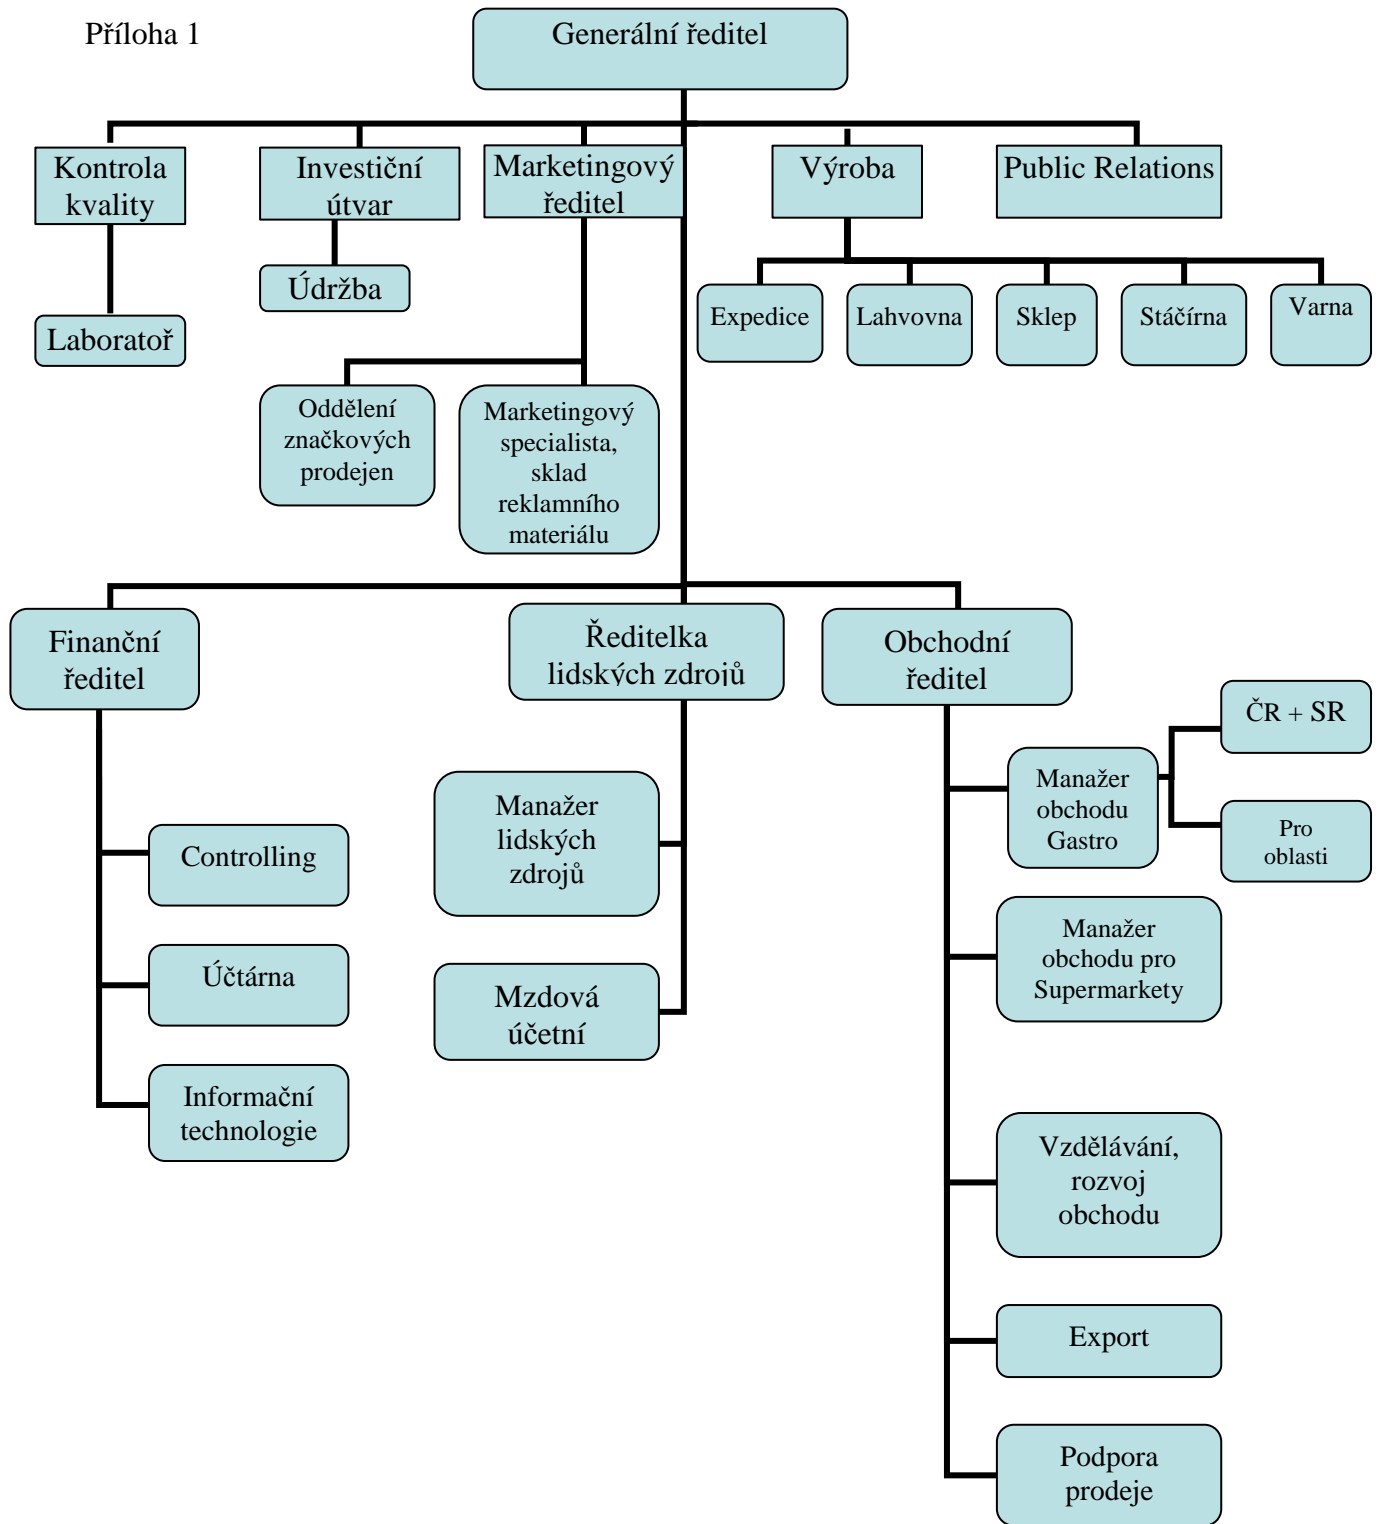 Příloha 1
Generální ředitel
Kontrola
kvality
Investiční
útvar
Marketingový
ředitel
Výroba
Public Relations
Údržba
Laboratoř
Expedice
Lahvovna
Sklep
Stáčírna
Varna
Oddělení
značkových
prodejen
Marketingový
specialista,
sklad
reklamního
materiálu
Finanční
ředitel
Ředitelka
lidských zdrojů
Obchodní
ředitel
ČR + SR
Manažer
obchodu
Gastro
Pro
oblasti
Manažer
lidských
zdrojů
Controlling
Manažer
obchodu pro
Supermarkety
Účtárna
Mzdová
účetní
Informační
technologie
Vzdělávání,
rozvoj
obchodu
Export
Podpora
prodeje